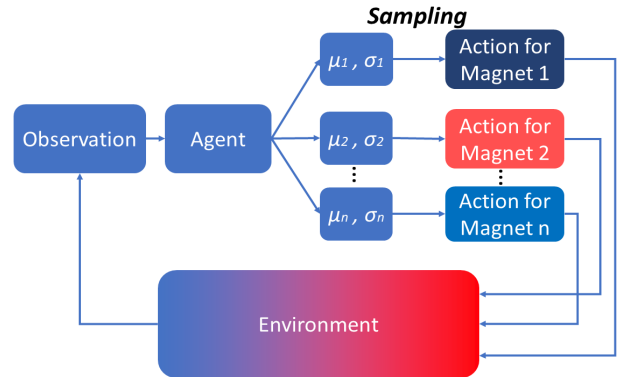 Sampling
μ1 , σ1
Action for
Magnet 1
Observation
Agent
μ2 , σ2
Action for
Magnet 2
μn , σn
Action for
Magnet n
Environment